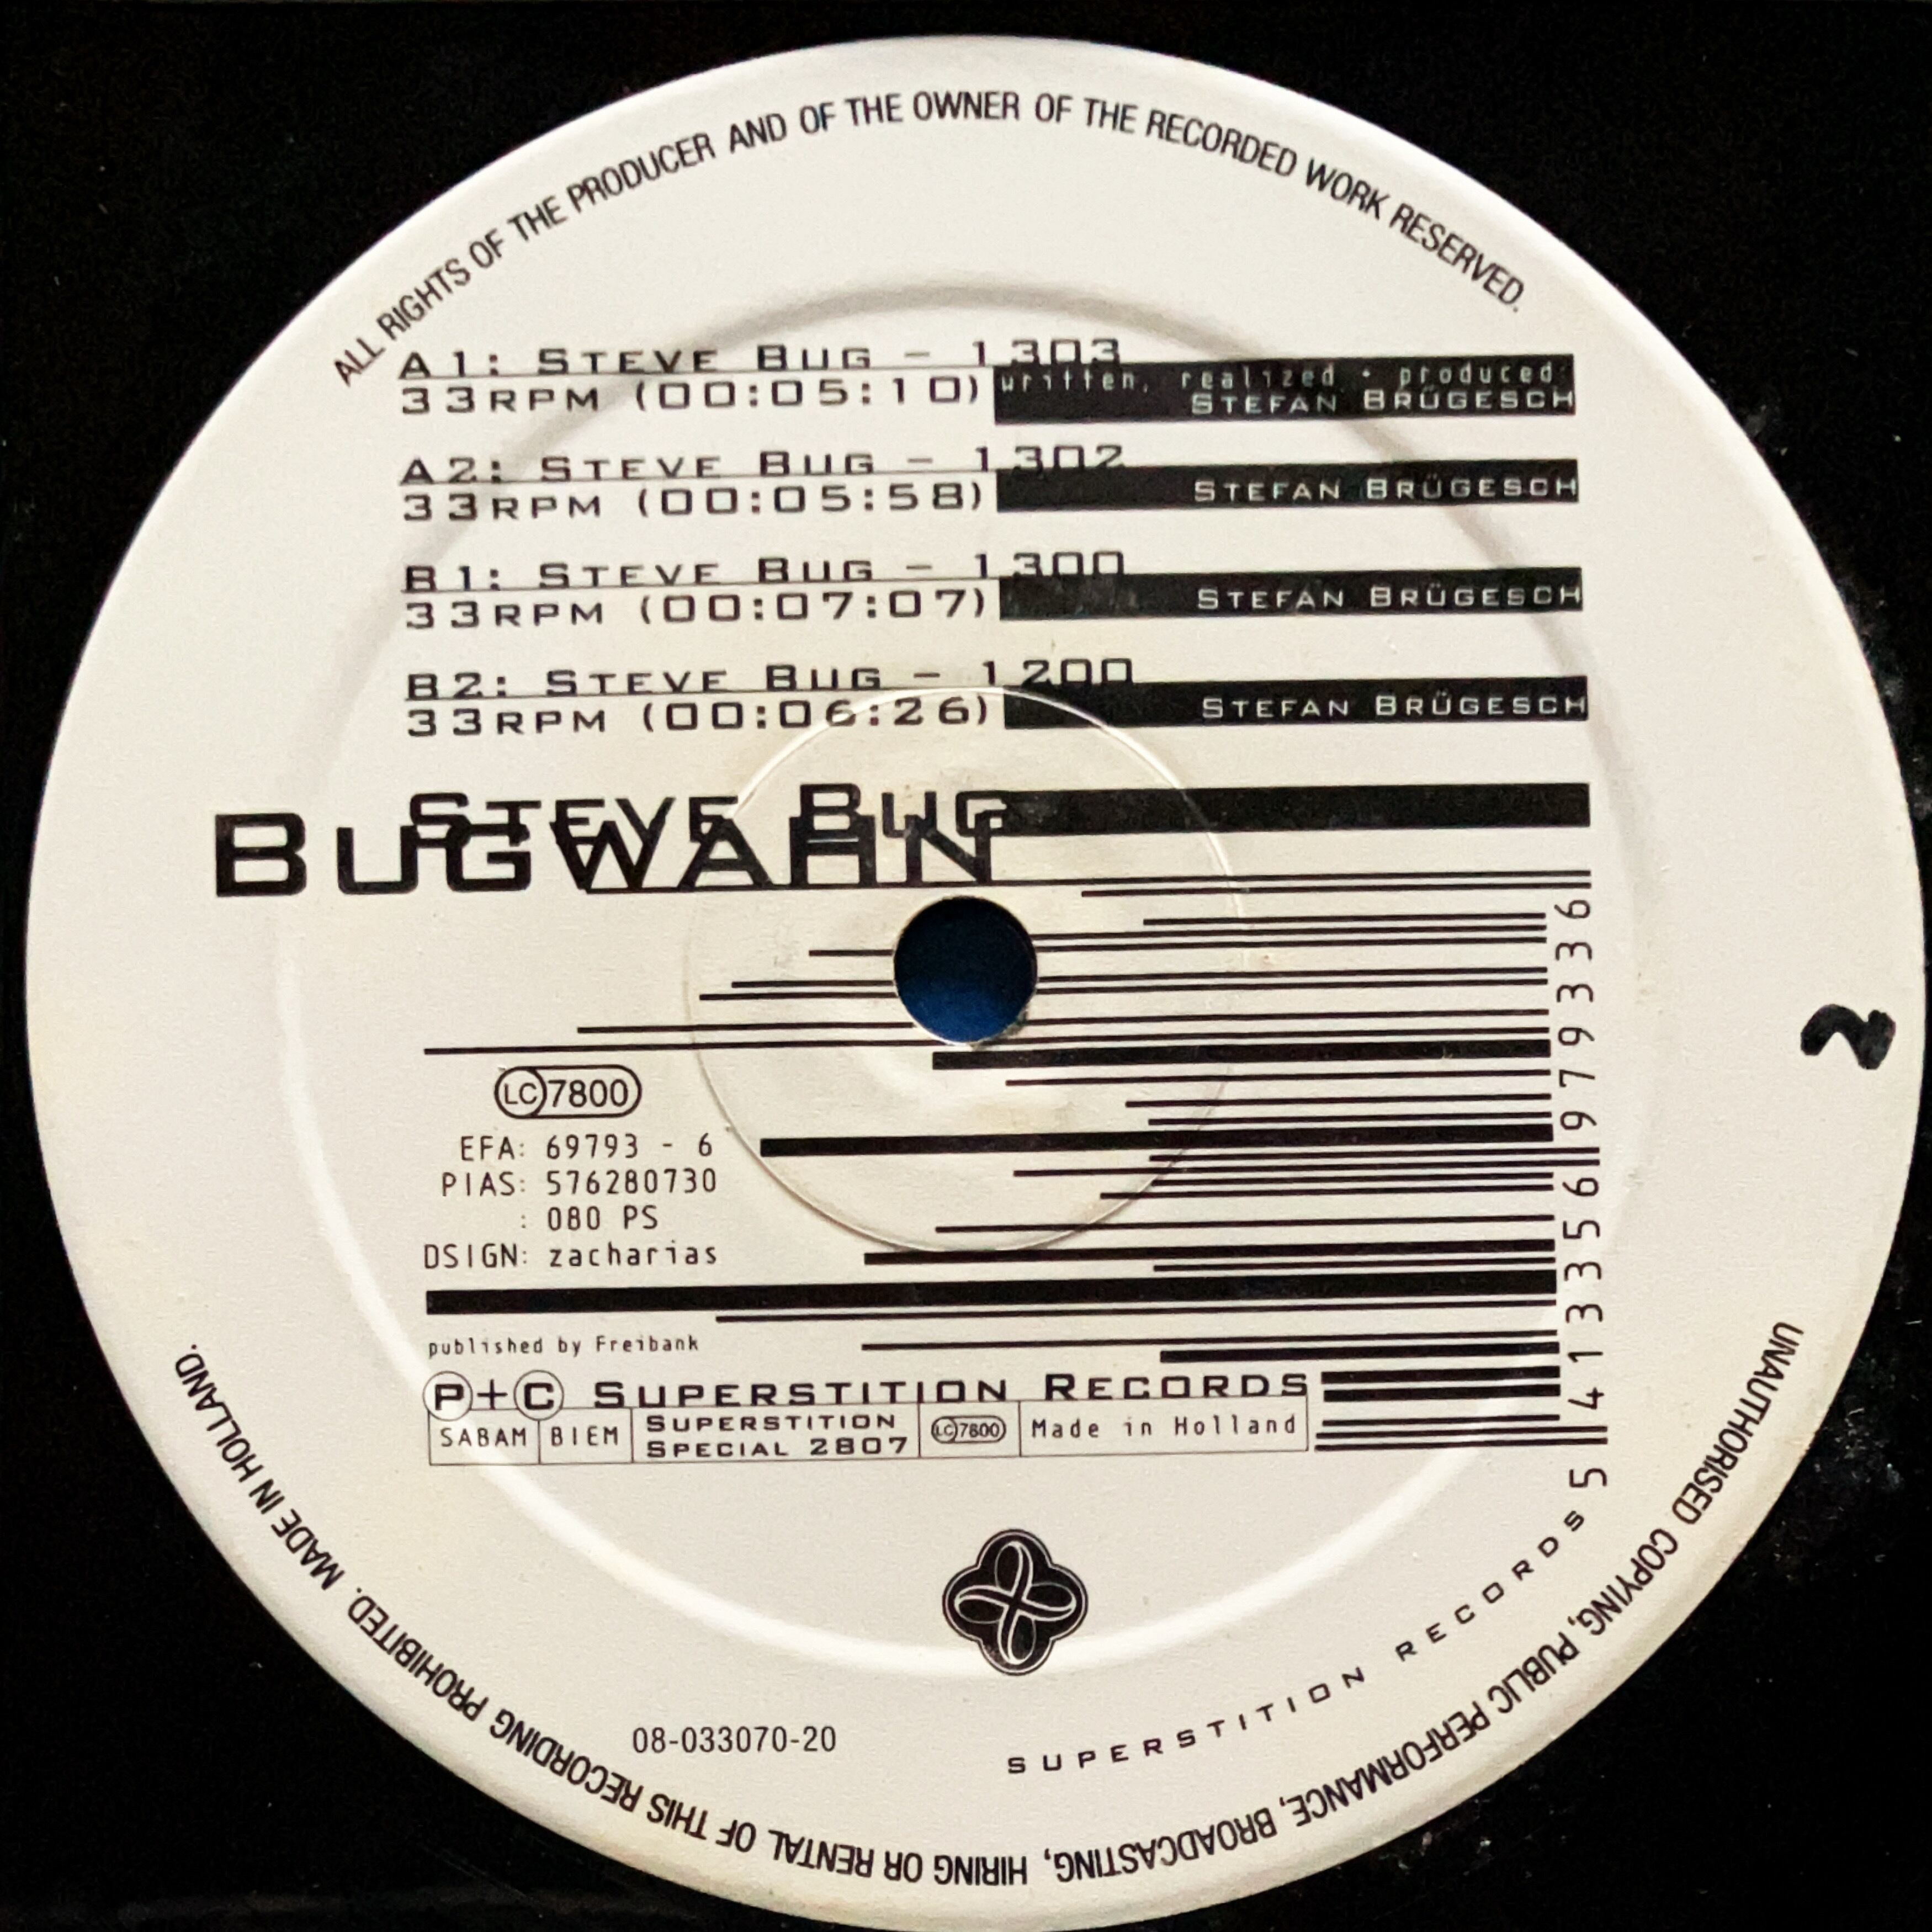 ALL RIGHTS OF THE PRODUCER AND OF THE OWNER OF THE RECORDED WORK RESERVED.
A1: STEVE BUG - 1303
33RPM (00:05:10)
written, realized + produced:
STEFAN BRÜGESCH
A2: STEVE BUG - 1302
33RPM (00:05:58)
STEFAN BRÜGESCH
B1: STEVE BUG - 1300
33RPM (00:07:07)
STEFAN BRÜGESCH
B2: STEVE BUG - 1200
33RPM (00:06:26)
STEFAN BRÜGESCH
STEVE BUG
BUGWAHN
5 413356 979336
2
LC 7800
EFA: 69793 - 6
PIAS: 576280730
: 080 PS
DSIGN: zacharias
published by Freibank
P+C SUPERSTITION RECORDS
SABAM BIEM SUPERSTITION SPECIAL 2807 LC 7800 Made in Holland
SUPERSTITION RECORDS
08-033070-20
UNAUTHORISED COPYING, PUBLIC PERFORMANCE, BROADCASTING, HIRING OR RENTAL OF THIS RECORDING PROHIBITED. MADE IN HOLLAND.